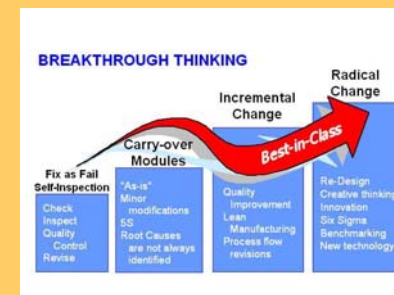 BREAKTHROUGH THINKING
Radical
Change
Incremental
Change
Carry-over
Modules
Fix as Fail
Self-Inspection
Best-in-Class
Check
Inspect
Quality
Control
Revise
"As-is"
Minor
modifications
5S
Root Causes
are not always
identified
Quality
Improvement
Lean
Manufacturing
Process flow
revisions
Re-Design
Creative thinking
Innovation
Six Sigma
Benchmarking
New technology